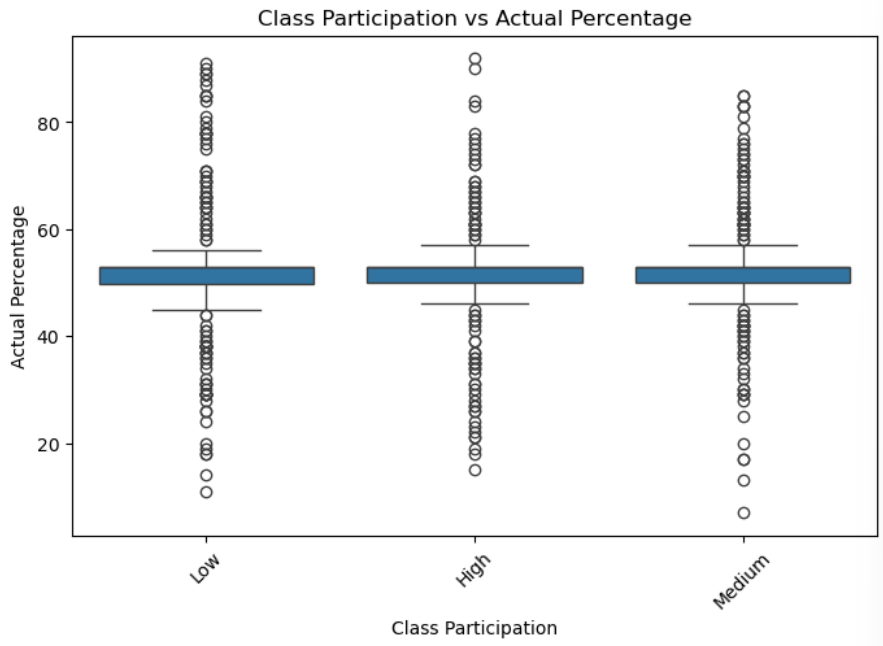 Class Participation vs Actual Percentage
Actual Percentage
80
60
40
20
Low
High
Medium
Class Participation